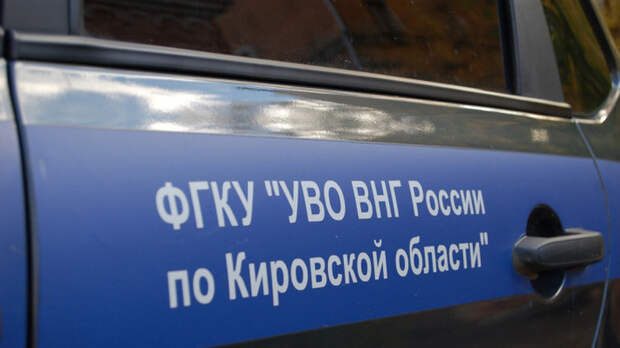 ФГКУ "УВО ВНГ России
по Кировской области"